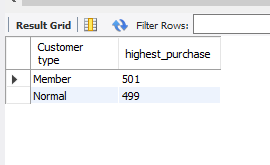 Result Grid Filter Rows:
Customer
type highest_purchase
Member 501
Normal 499